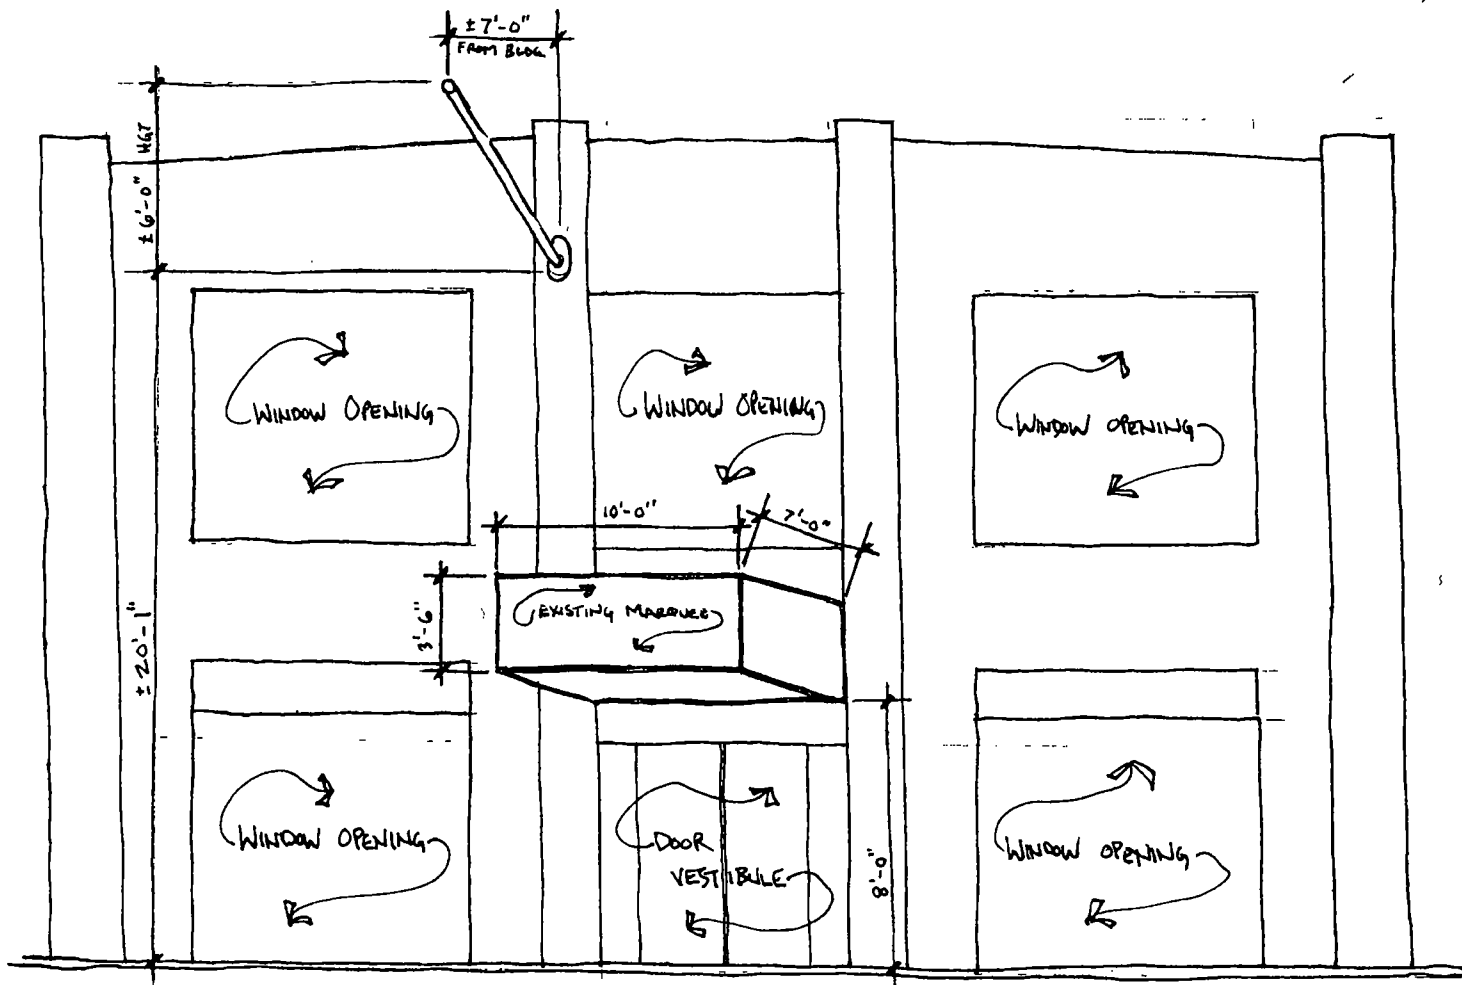 ±7'-0"
FROM BLDG.
±6'-0" HGT
WINDOW OPENING
WINDOW OPENING
WINDOW OPENING
10'-0"
7'-0"
3'-6"
EXISTING MARQUEE
±20'-1"
WINDOW OPENING
DOOR
VESTIBULE
8'-0"
WINDOW OPENING